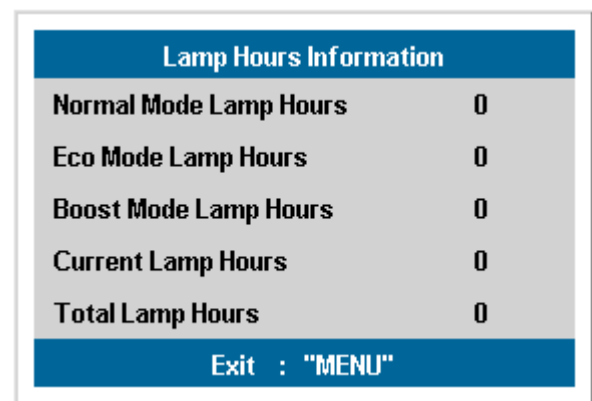 Lamp Hours Information
Normal Mode Lamp Hours 0
Eco Mode Lamp Hours 0
Boost Mode Lamp Hours 0
Current Lamp Hours 0
Total Lamp Hours 0
Exit : "MENU"